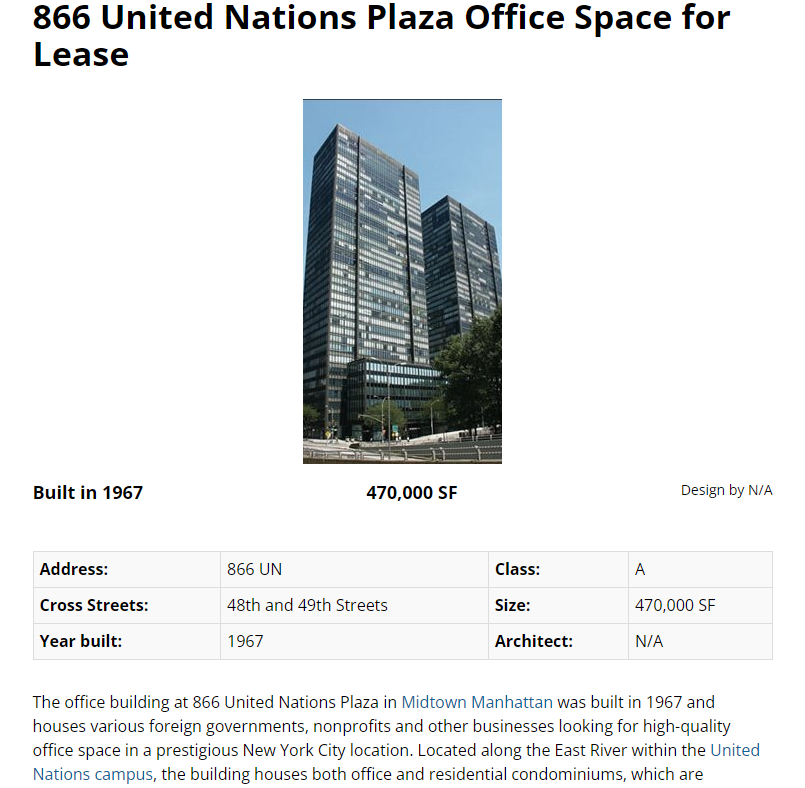 866 United Nations Plaza Office Space for
Lease
Built in 1967
470,000 SF
Design by N/A
Address:
866 UN
Class:
A
Cross Streets:
48th and 49th Streets
Size:
470,000 SF
Year built:
1967
Architect:
N/A
The office building at 866 United Nations Plaza in Midtown Manhattan was built in 1967 and
houses various foreign governments, nonprofits and other businesses looking for high-quality
office space in a prestigious New York City location. Located along the East River within the United
Nations campus, the building houses both office and residential condominiums, which are